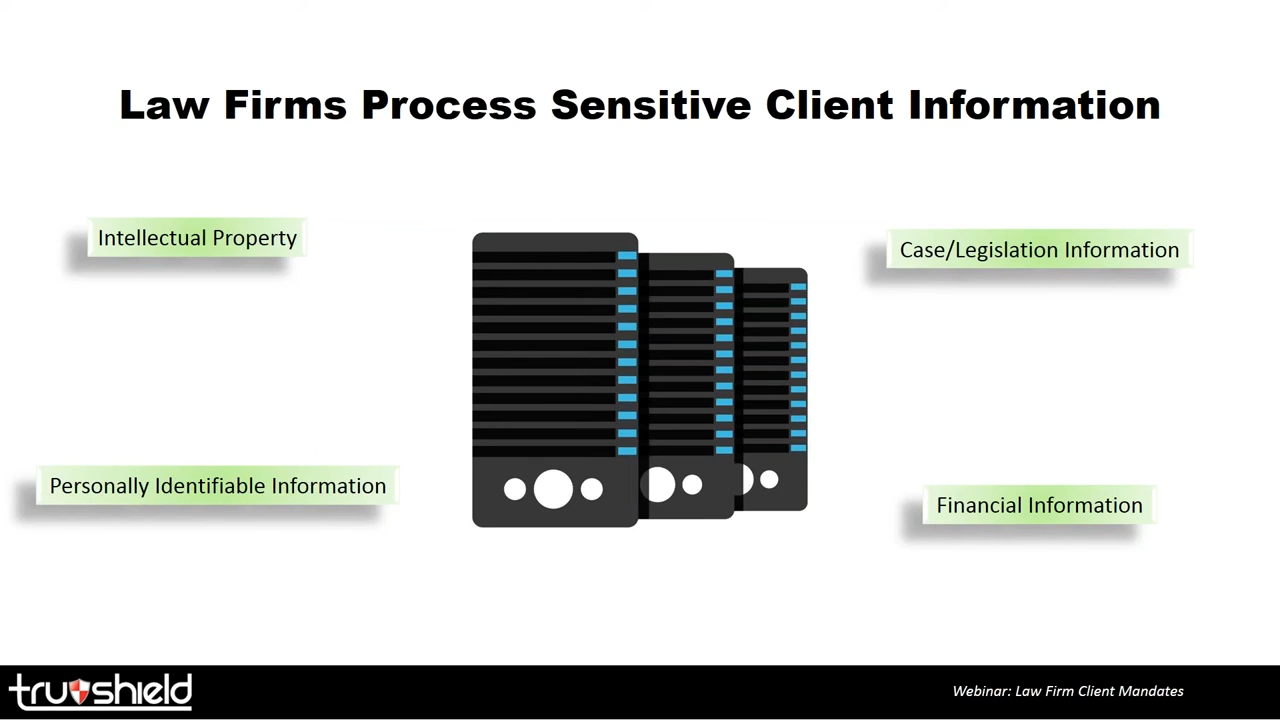 Law Firms Process Sensitive Client Information
Intellectual Property
Case/Legislation Information
Personally Identifiable Information
Financial Information
trushield
Webinar: Law Firm Client Mandates